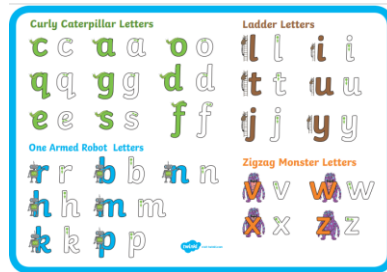 Curly Caterpillar Letters
c c a a o o
q q g g d d
e e s s f f
One Armed Robot Letters
r r b b n n
h h m m
k k p p
Ladder Letters
l l i i
t t u u
j j y y
Zigzag Monster Letters
v v w w
x x z z
twinkl